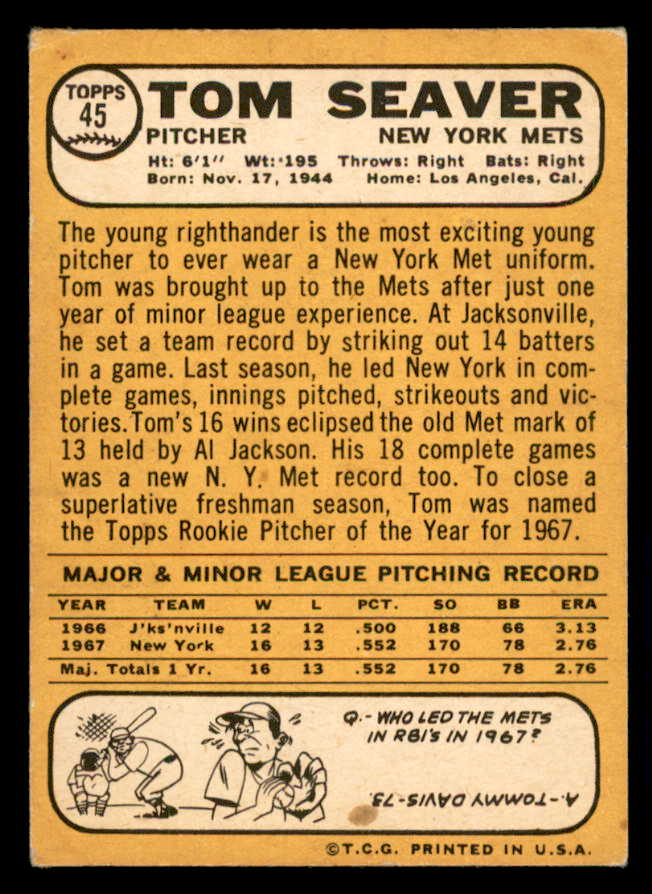 TOPPS
45
TOM SEAVER
PITCHER NEW YORK METS
Ht: 6'1" Wt: 195 Throws: Right Bats: Right
Born: Nov. 17, 1944 Home: Los Angeles, Cal.
The young righthander is the most exciting young
pitcher to ever wear a New York Met uniform.
Tom was brought up to the Mets after just one
year of minor league experience. At Jacksonville,
he set a team record by striking out 14 batters
in a game. Last season, he led New York in com-
plete games, innings pitched, strikeouts and vic-
tories. Tom's 16 wins eclipsed the old Met mark of
13 held by Al Jackson. His 18 complete games
was a new N. Y. Met record too. To close a
superlative freshman season, Tom was named
the Topps Rookie Pitcher of the Year for 1967.
MAJOR & MINOR LEAGUE PITCHING RECORD
YEAR TEAM W L PCT. SO BB ERA
1966 J'ks'nville 12 12 .500 188 66 3.13
1967 New York 16 13 .552 170 78 2.76
Maj. Totals 1 Yr. 16 13 .552 170 78 2.76
Q.- WHO LED THE METS
IN RBI'S IN 1967?
A.-TOMMY DAVIS-73.
©T.C.G. PRINTED IN U.S.A.